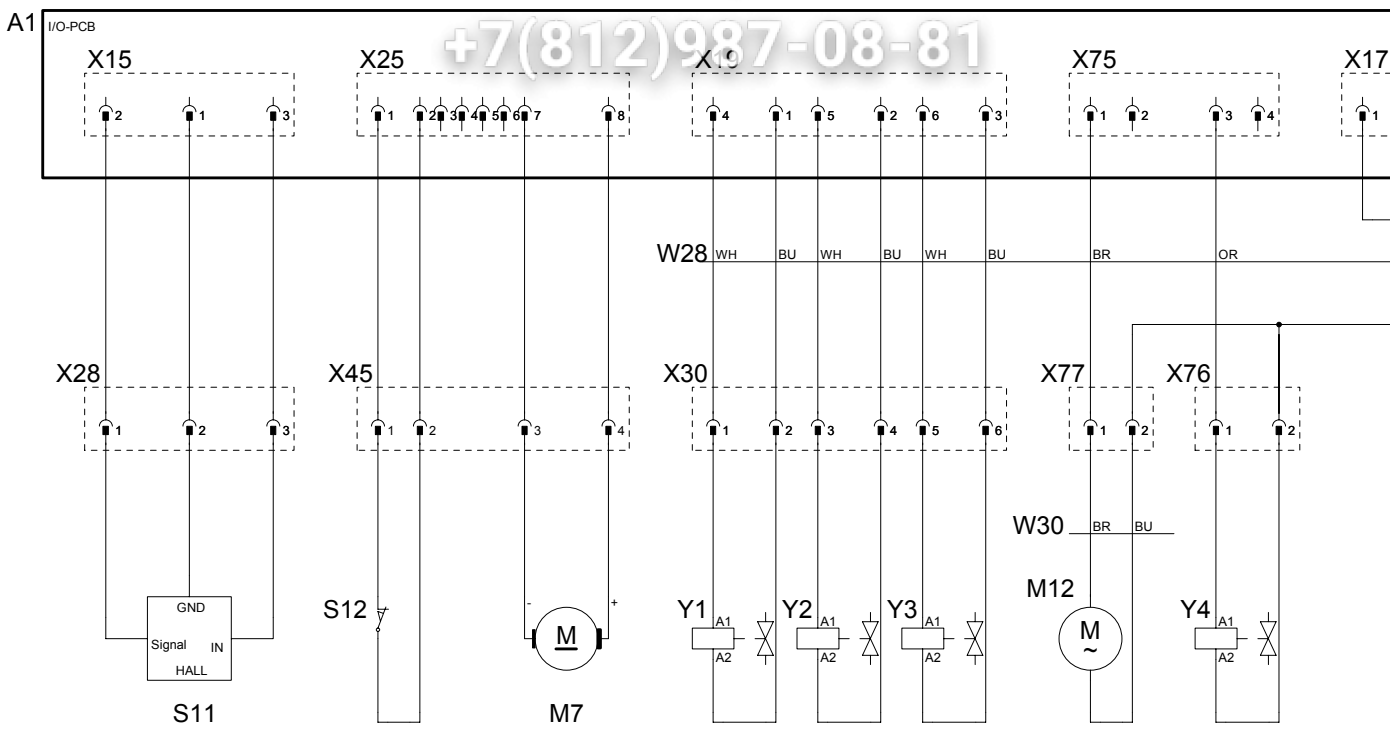 A1 I/O-PCB
+7(812)987-08-81
X15 X25 X19 X75 X17
2 1 3 1 2 3 4 5 6 7 8 4 1 5 2 6 3 1 2 3 4 1
W28 WH BU WH BU WH BU BR OR
X28 X45 X30 X77 X76
1 2 3 1 2 3 4 1 2 3 4 5 6 1 2 1 2
W30 BR BU
M12
S12 - + Y1 Y2 Y3 Y4
GND
A1 A1 A1 A1
Signal IN M M
~
HALL A2 A2 A2 A2
S11 M7